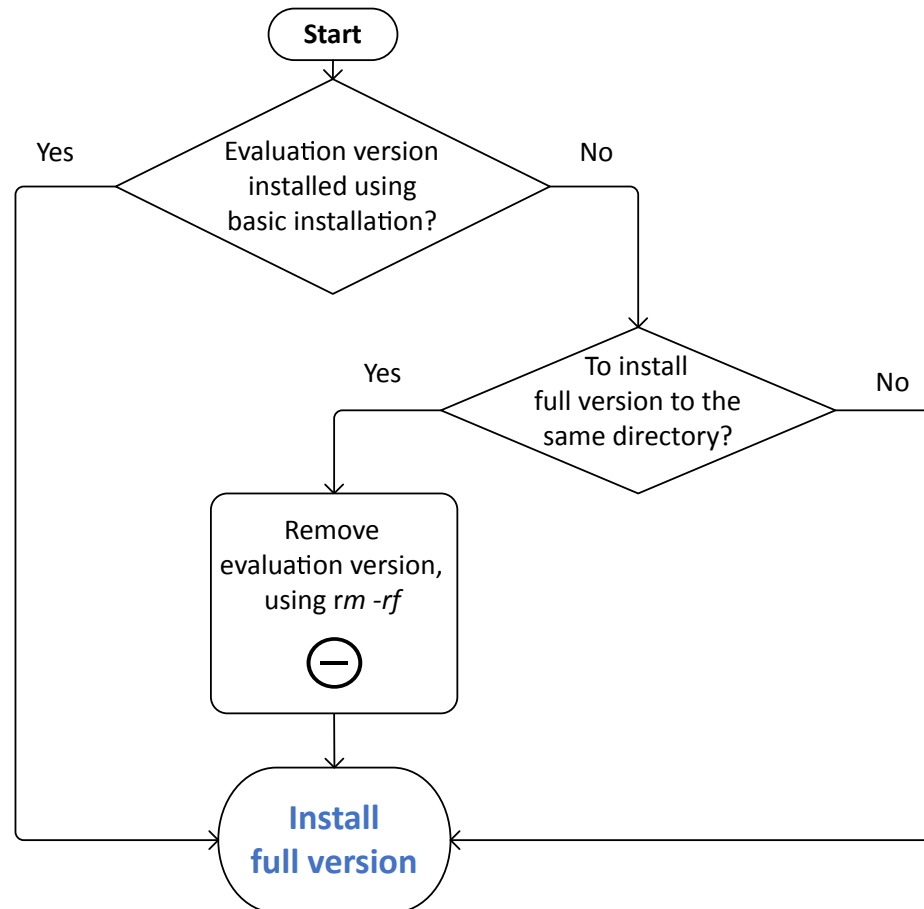 Start
Yes
Evaluation version
installed using
basic installation?
No
Yes
To install
full version to the
same directory?
No
Remove
evaluation version,
using rm -rf
Install
full version